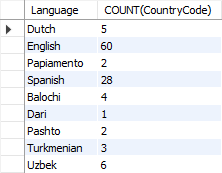 Language COUNT(CountryCode)
Dutch 5
English 60
Papiamento 2
Spanish 28
Balochi 4
Dari 1
Pashto 2
Turkmenian 3
Uzbek 6